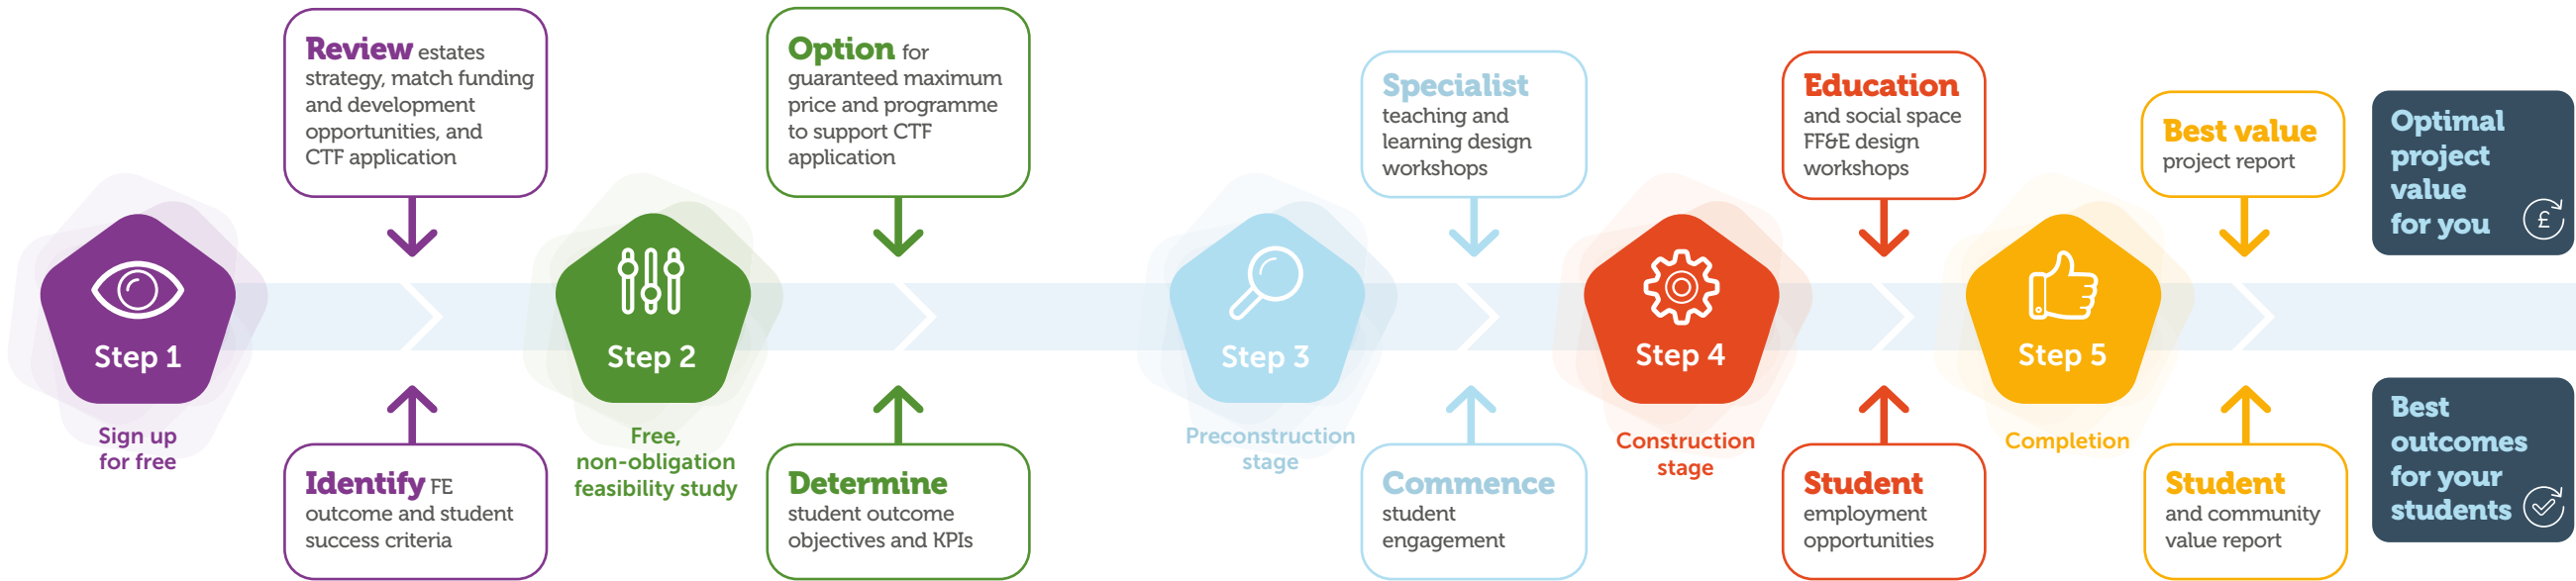 Review estates
strategy, match funding
and development
opportunities, and
CTF application
Step 1
Sign up
for free
Identify FE
outcome and student
success criteria
Option for
guaranteed maximum
price and programme
to support CTF
application
Step 2
Free,
non-obligation
feasibility study
Determine
student outcome
objectives and KPIs
Specialist
teaching and
learning design
workshops
Step 3
Preconstruction
stage
Commence
student
engagement
Education
and social space
FF&E design
workshops
Step 4
Construction
stage
Student
employment
opportunities
Best value
project report
Step 5
Completion
Student
and community
value report
Optimal
project
value
for you
£
Best
outcomes
for your
students